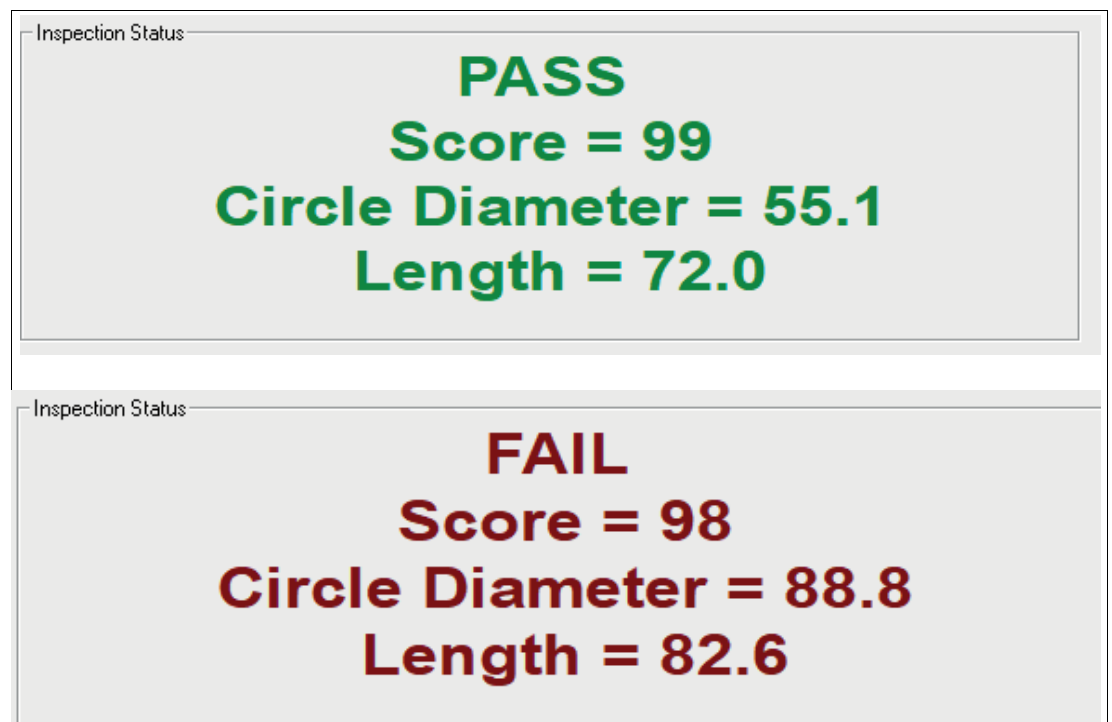 Inspection Status
PASS
Score = 99
Circle Diameter = 55.1
Length = 72.0
Inspection Status
FAIL
Score = 98
Circle Diameter = 88.8
Length = 82.6